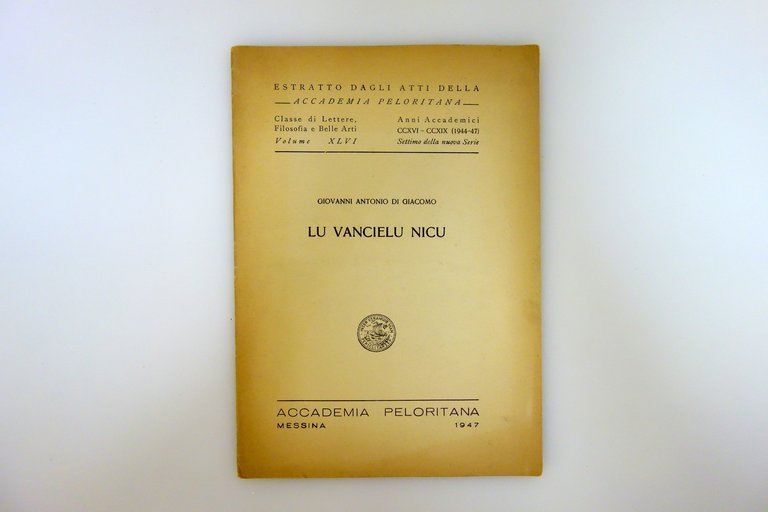 ESTRATTO DAGLI ATTI DELLA
ACCADEMIA PELORITANA
Classe di Lettere,
Filosofia e Belle Arti
Volume XLVI
Anni Accademici
CCXVI - CCXIX (1944-47)
Settimo della nuova Serie
GIOVANNI ANTONIO DI GIACOMO
LU VANCIELU NICU
ACCADEMIA PELORITANA
MESSINA 1947